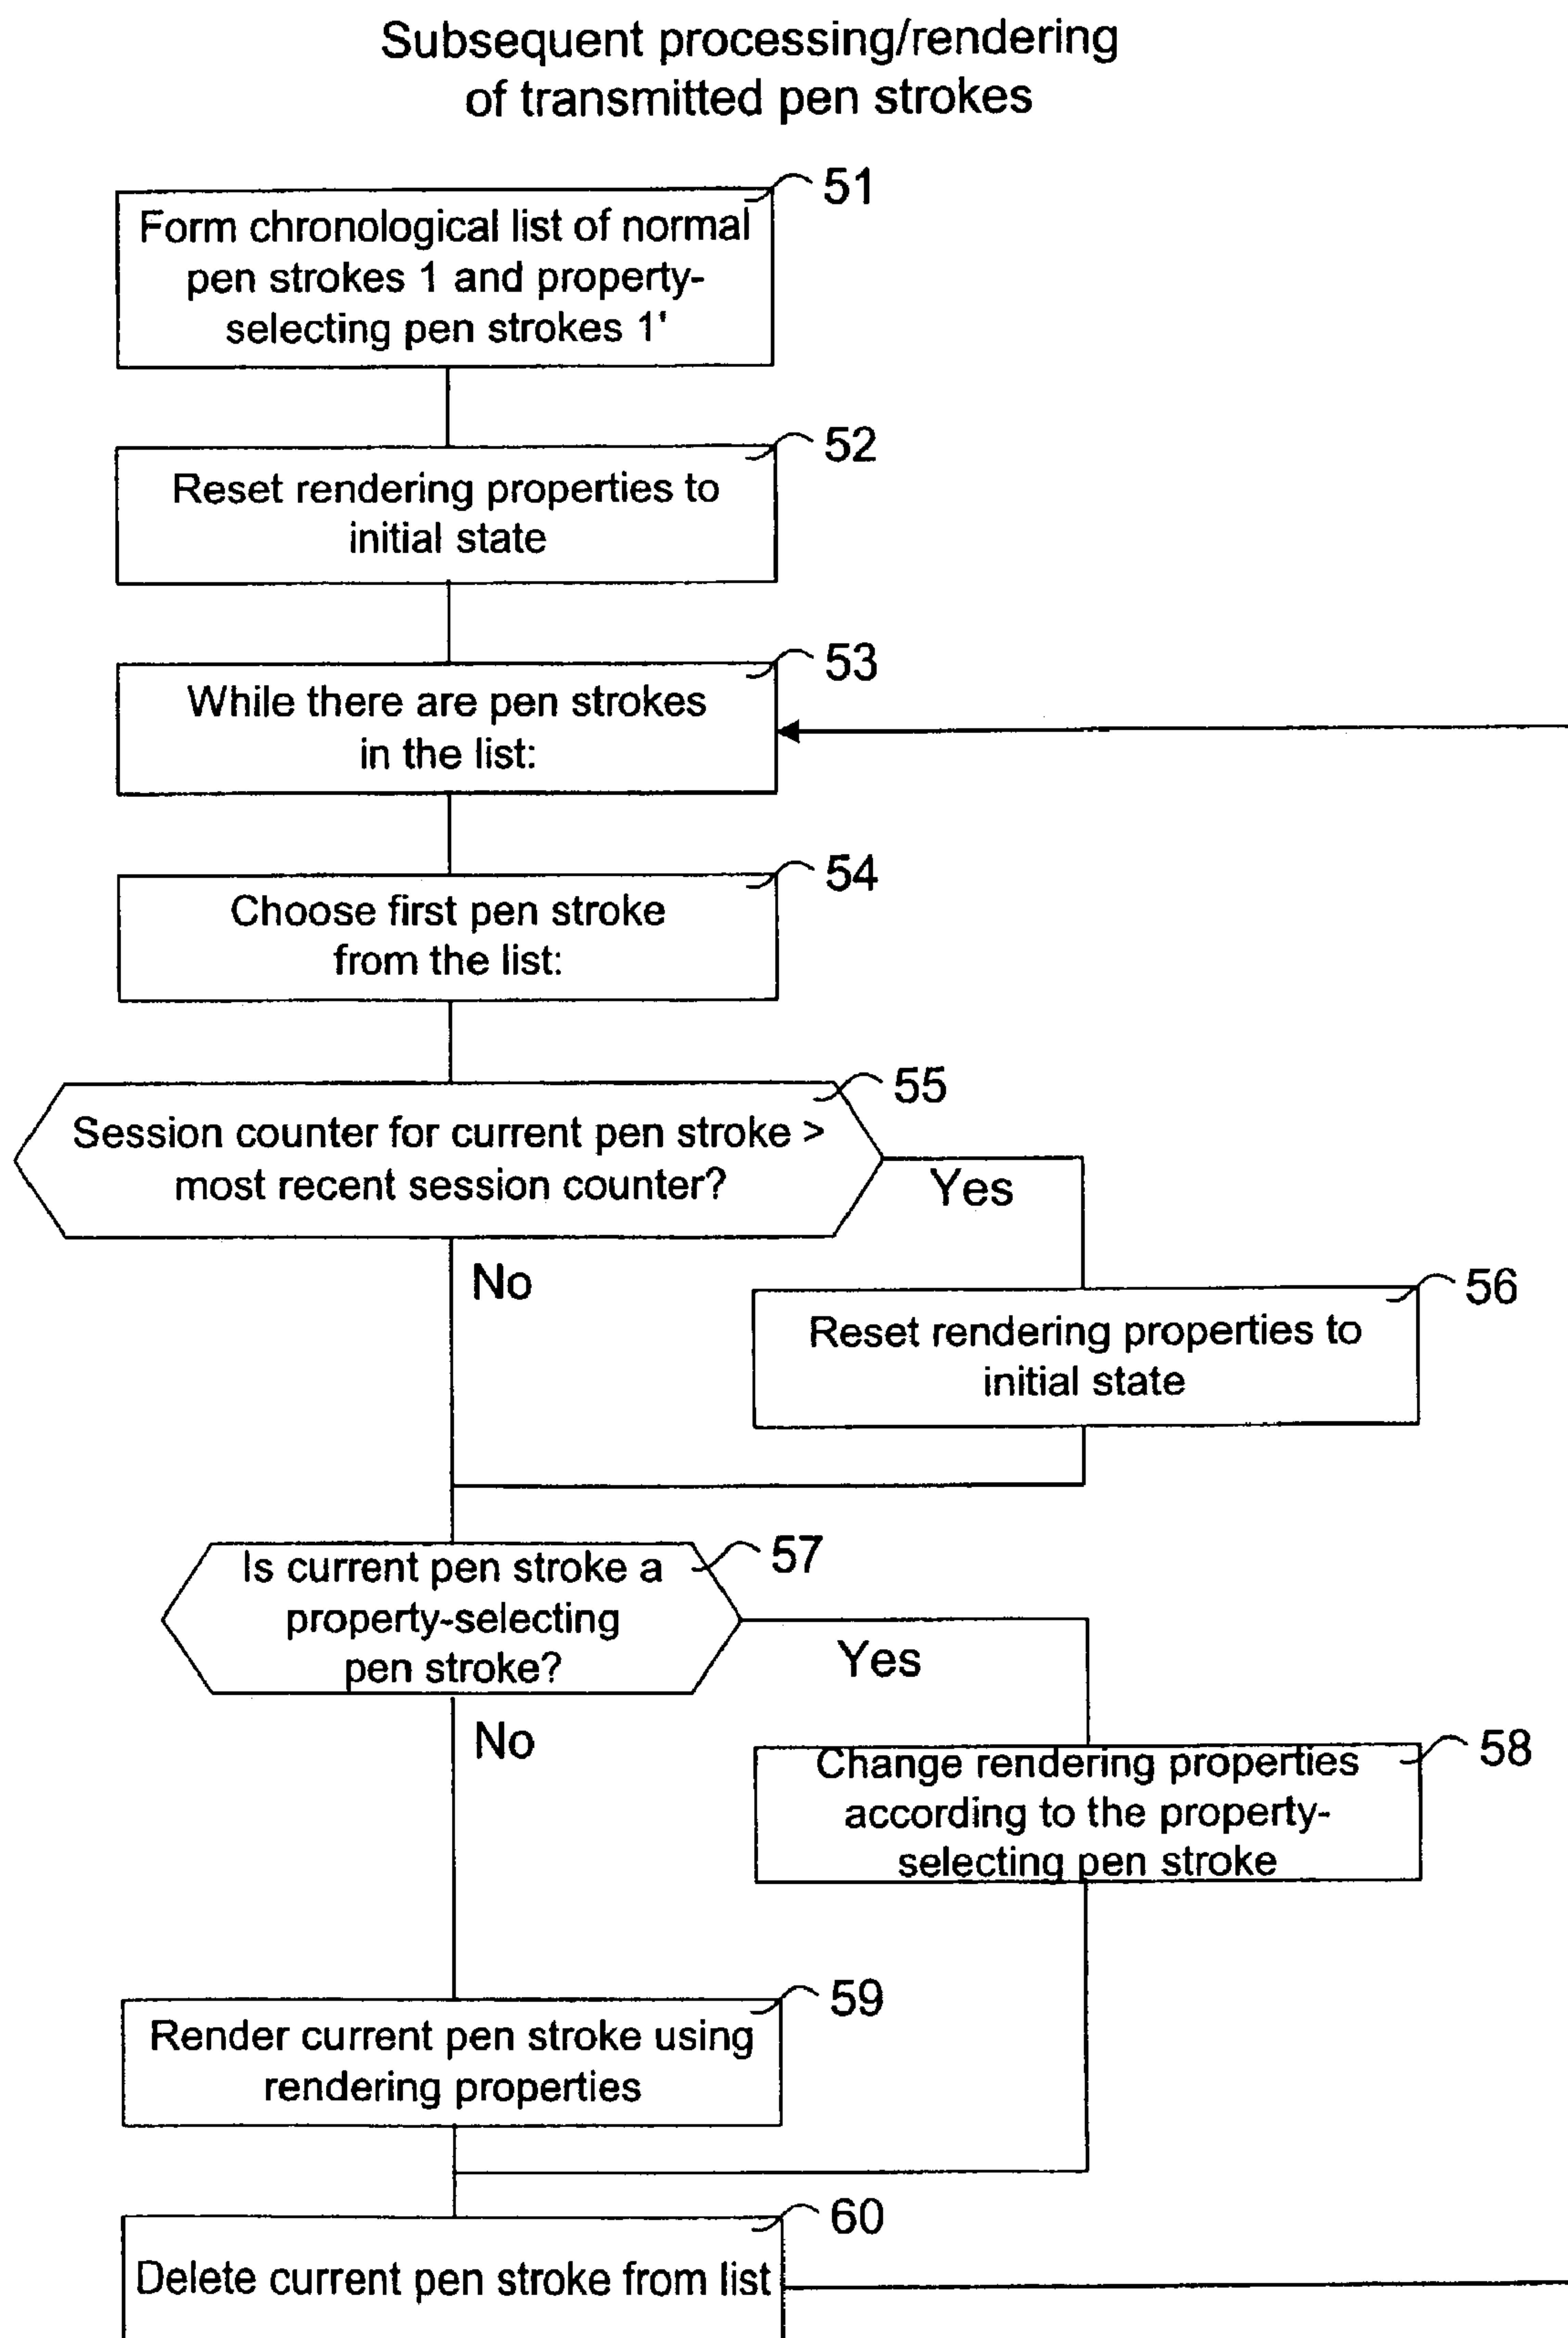 Subsequent processing/rendering
of transmitted pen strokes
51
Form chronological list of normal
pen strokes 1 and property-
selecting pen strokes 1'
52
Reset rendering properties to
initial state
53
While there are pen strokes
in the list:
54
Choose first pen stroke
from the list:
55
Session counter for current pen stroke >
most recent session counter?
Yes
No
56
Reset rendering properties to
initial state
57
Is current pen stroke a
property-selecting
pen stroke?
Yes
No
58
Change rendering properties
according to the property-
selecting pen stroke
59
Render current pen stroke using
rendering properties
60
Delete current pen stroke from list